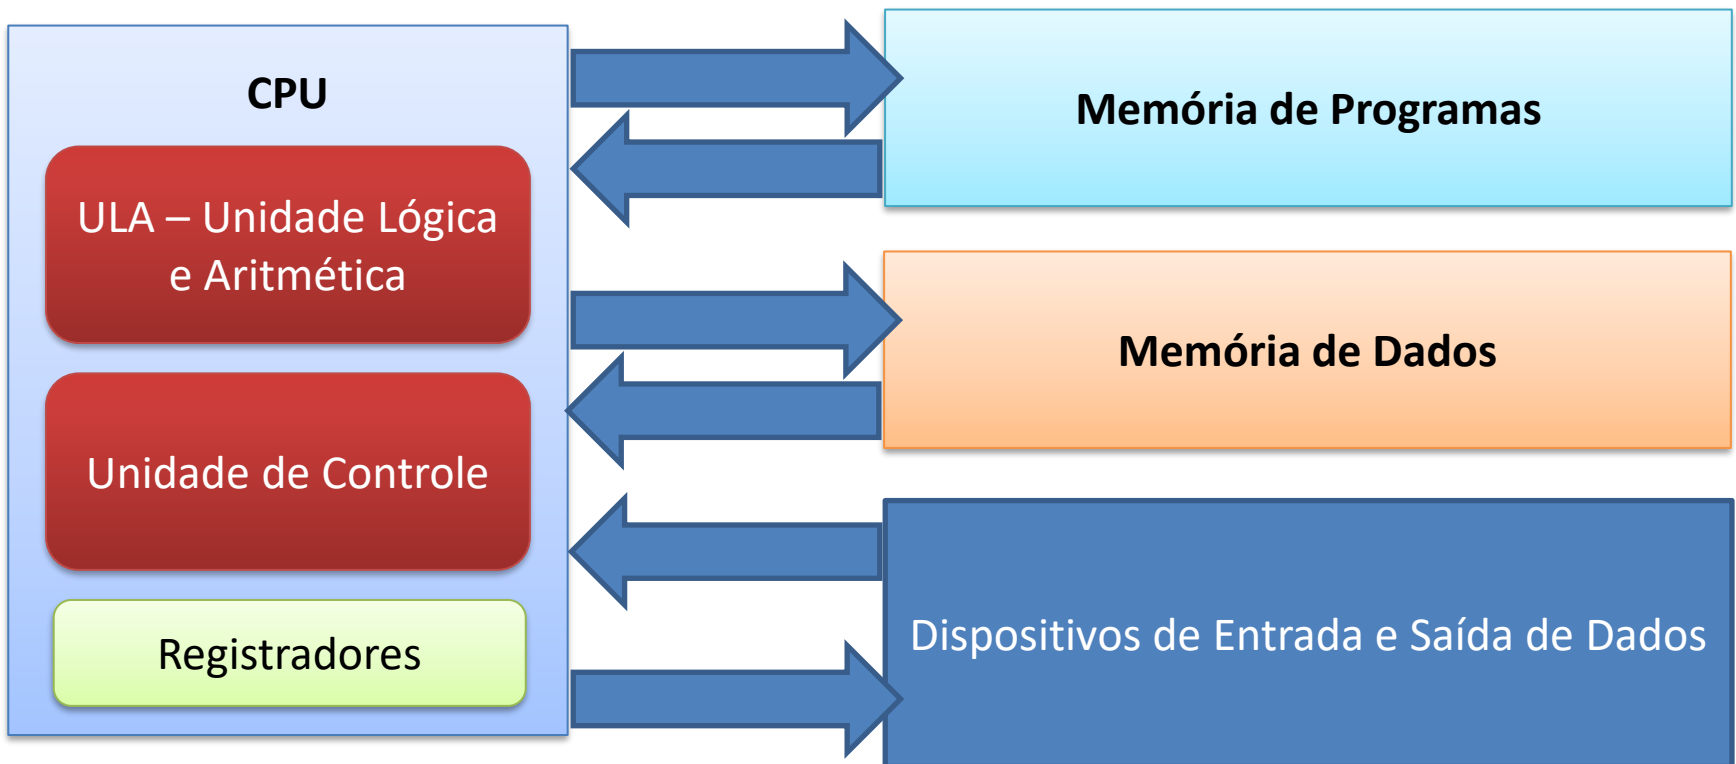 CPU
ULA – Unidade Lógica
e Aritmética
Unidade de Controle
Registradores
Memória de Programas
Memória de Dados
Dispositivos de Entrada e Saída de Dados